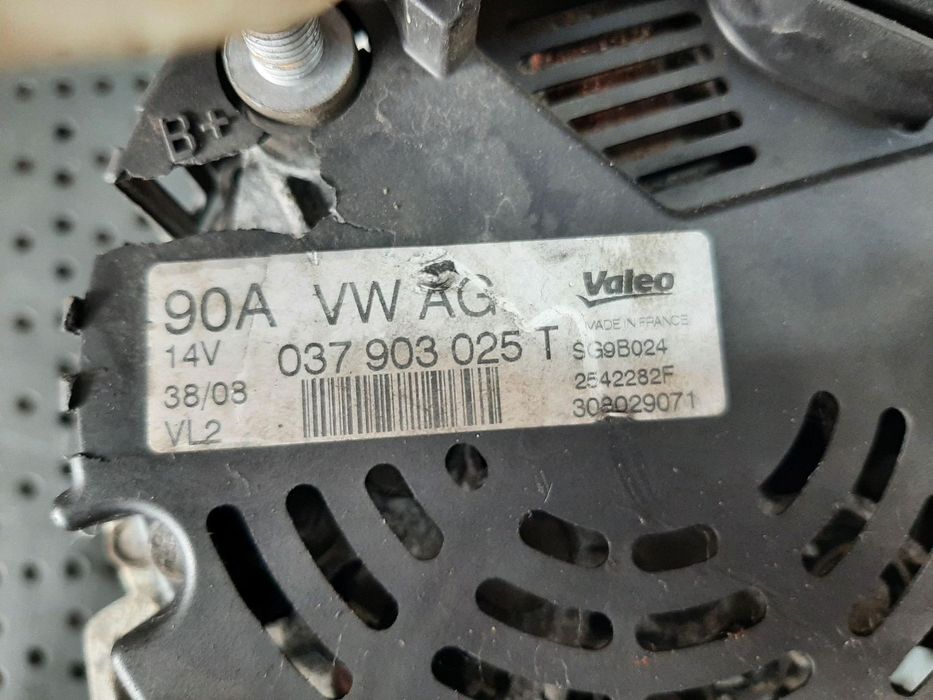 B+
90A VW AG
Valeo
MADE IN FRANCE
14V
037 903 025 T
SG9B024
38/08
2542282F
308029071
VL2